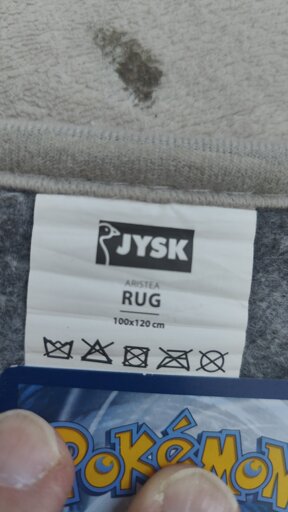 JYSK
ARISTEA
RUG
100x120 cm
POKéMON